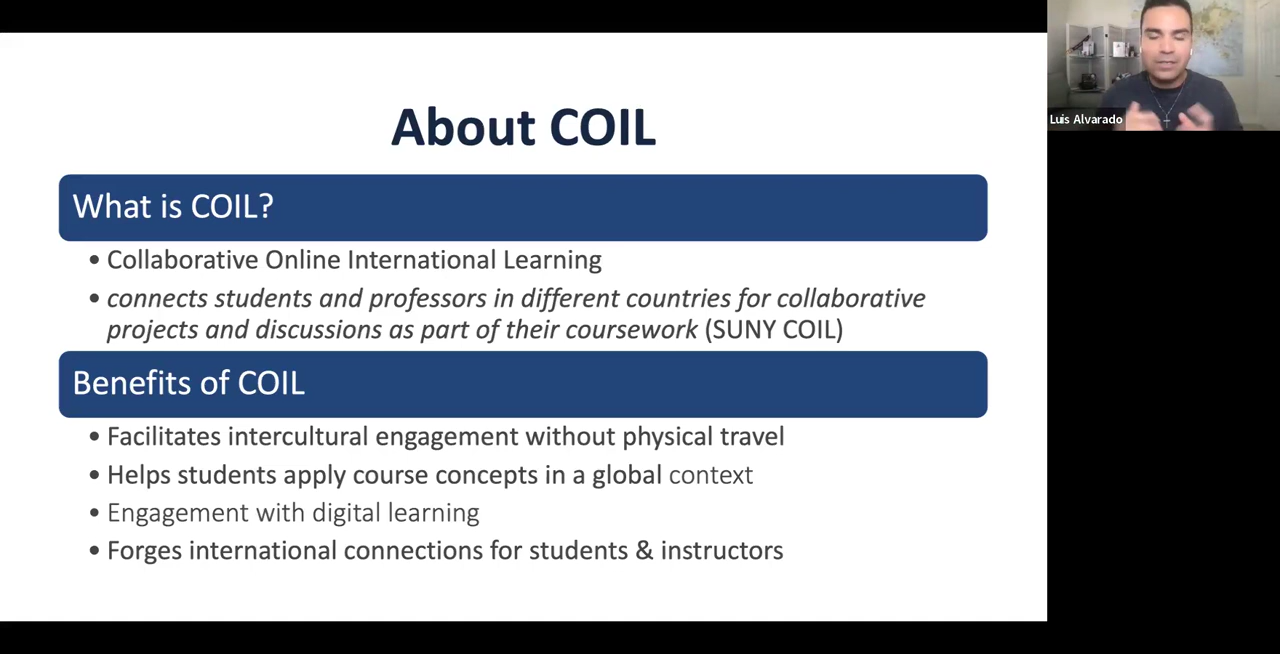 About COIL
What is COIL?
• Collaborative Online International Learning
• connects students and professors in different countries for collaborative
projects and discussions as part of their coursework (SUNY COIL)
Benefits of COIL
• Facilitates intercultural engagement without physical travel
• Helps students apply course concepts in a global context
• Engagement with digital learning
• Forges international connections for students & instructors
Luis Alvarado